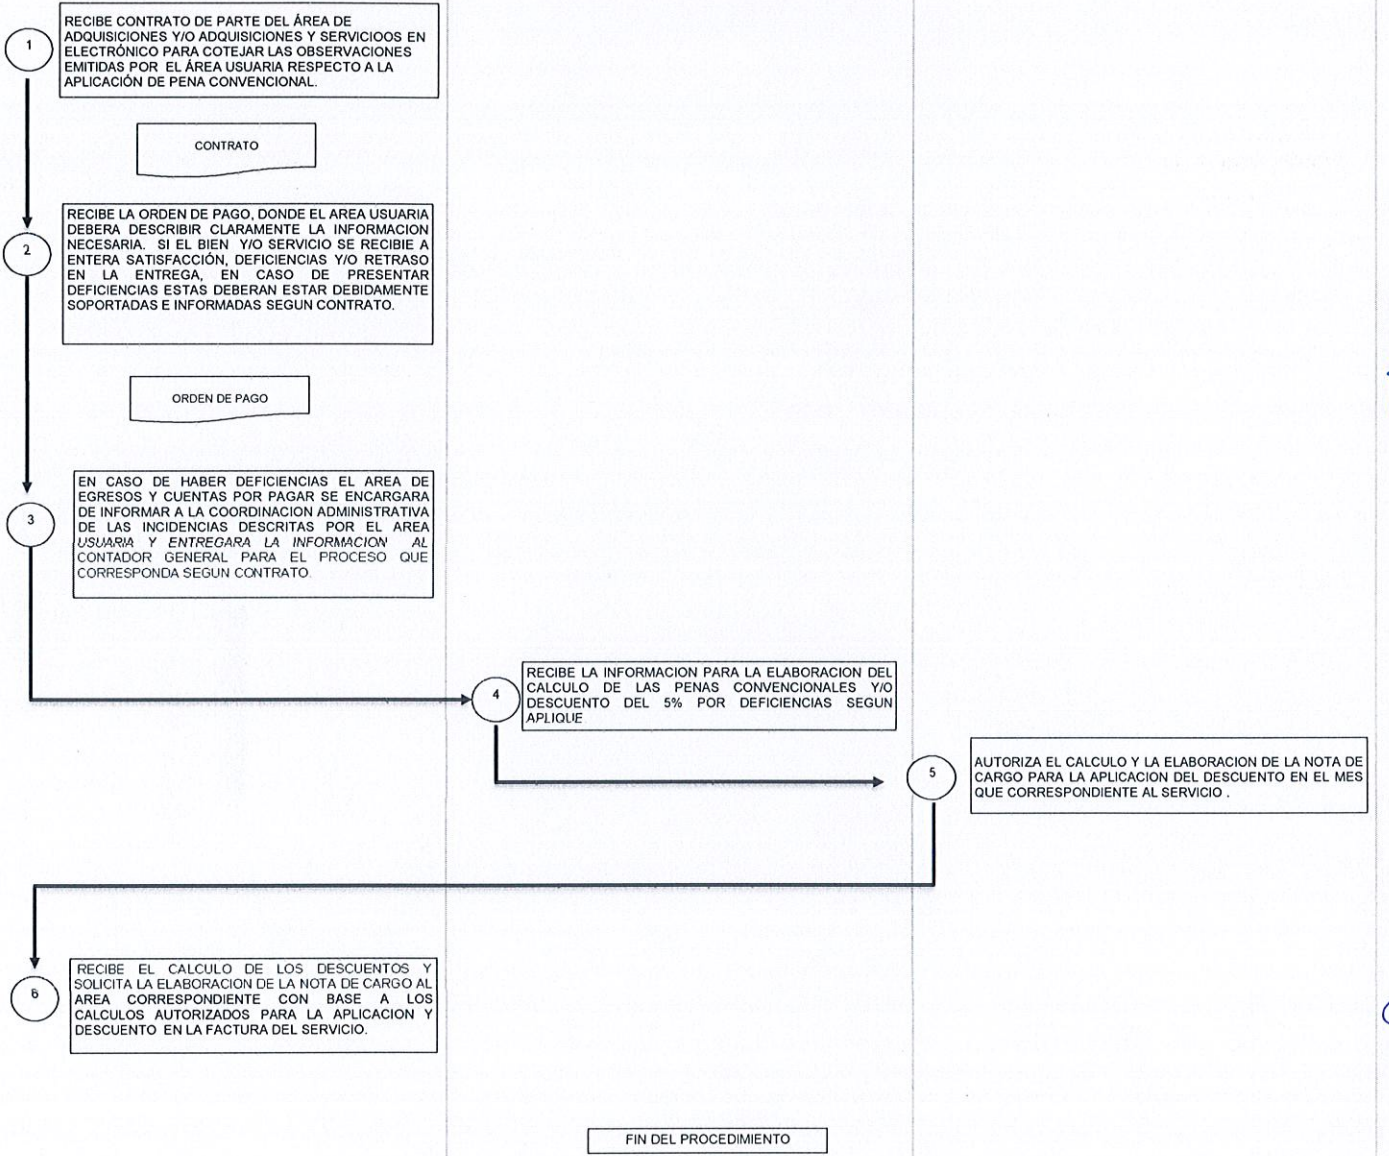 1
RECIBE CONTRATO DE PARTE DEL ÁREA DE
ADQUISICIONES Y/O ADQUISICIONES Y SERVICIOOS EN
ELECTRÓNICO PARA COTEJAR LAS OBSERVACIONES
EMITIDAS POR EL ÁREA USUARIA RESPECTO A LA
APLICACIÓN DE PENA CONVENCIONAL.
CONTRATO
2
RECIBE LA ORDEN DE PAGO, DONDE EL AREA USUARIA
DEBERA DESCRIBIR CLARAMENTE LA INFORMACION
NECESARIA. SI EL BIEN Y/O SERVICIO SE RECIBIE A
ENTERA SATISFACCIÓN, DEFICIENCIAS Y/O RETRASO
EN LA ENTREGA, EN CASO DE PRESENTAR
DEFICIENCIAS ESTAS DEBERAN ESTAR DEBIDAMENTE
SOPORTADAS E INFORMADAS SEGUN CONTRATO.
ORDEN DE PAGO
3
EN CASO DE HABER DEFICIENCIAS EL AREA DE
EGRESOS Y CUENTAS POR PAGAR SE ENCARGARA
DE INFORMAR A LA COORDINACION ADMINISTRATIVA
DE LAS INCIDENCIAS DESCRITAS POR EL AREA
USUARIA Y ENTREGARA LA INFORMACION AL
CONTADOR GENERAL PARA EL PROCESO QUE
CORRESPONDA SEGUN CONTRATO.
4
RECIBE LA INFORMACION PARA LA ELABORACION DEL
CALCULO DE LAS PENAS CONVENCIONALES Y/O
DESCUENTO DEL 5% POR DEFICIENCIAS SEGUN
APLIQUE
5
AUTORIZA EL CALCULO Y LA ELABORACION DE LA NOTA DE
CARGO PARA LA APLICACION DEL DESCUENTO EN EL MES
QUE CORRESPONDIENTE AL SERVICIO .
6
RECIBE EL CALCULO DE LOS DESCUENTOS Y
SOLICITA LA ELABORACION DE LA NOTA DE CARGO AL
AREA CORRESPONDIENTE CON BASE A LOS
CALCULOS AUTORIZADOS PARA LA APLICACION Y
DESCUENTO EN LA FACTURA DEL SERVICIO.
FIN DEL PROCEDIMIENTO